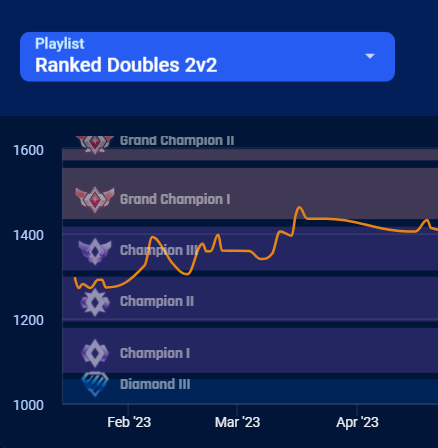 Playlist
Ranked Doubles 2v2
Grand Champion II
1600
Grand Champion I
1400
Champion III
Champion II
1200
Champion I
Diamond III
1000
Feb '23 Mar '23 Apr '23